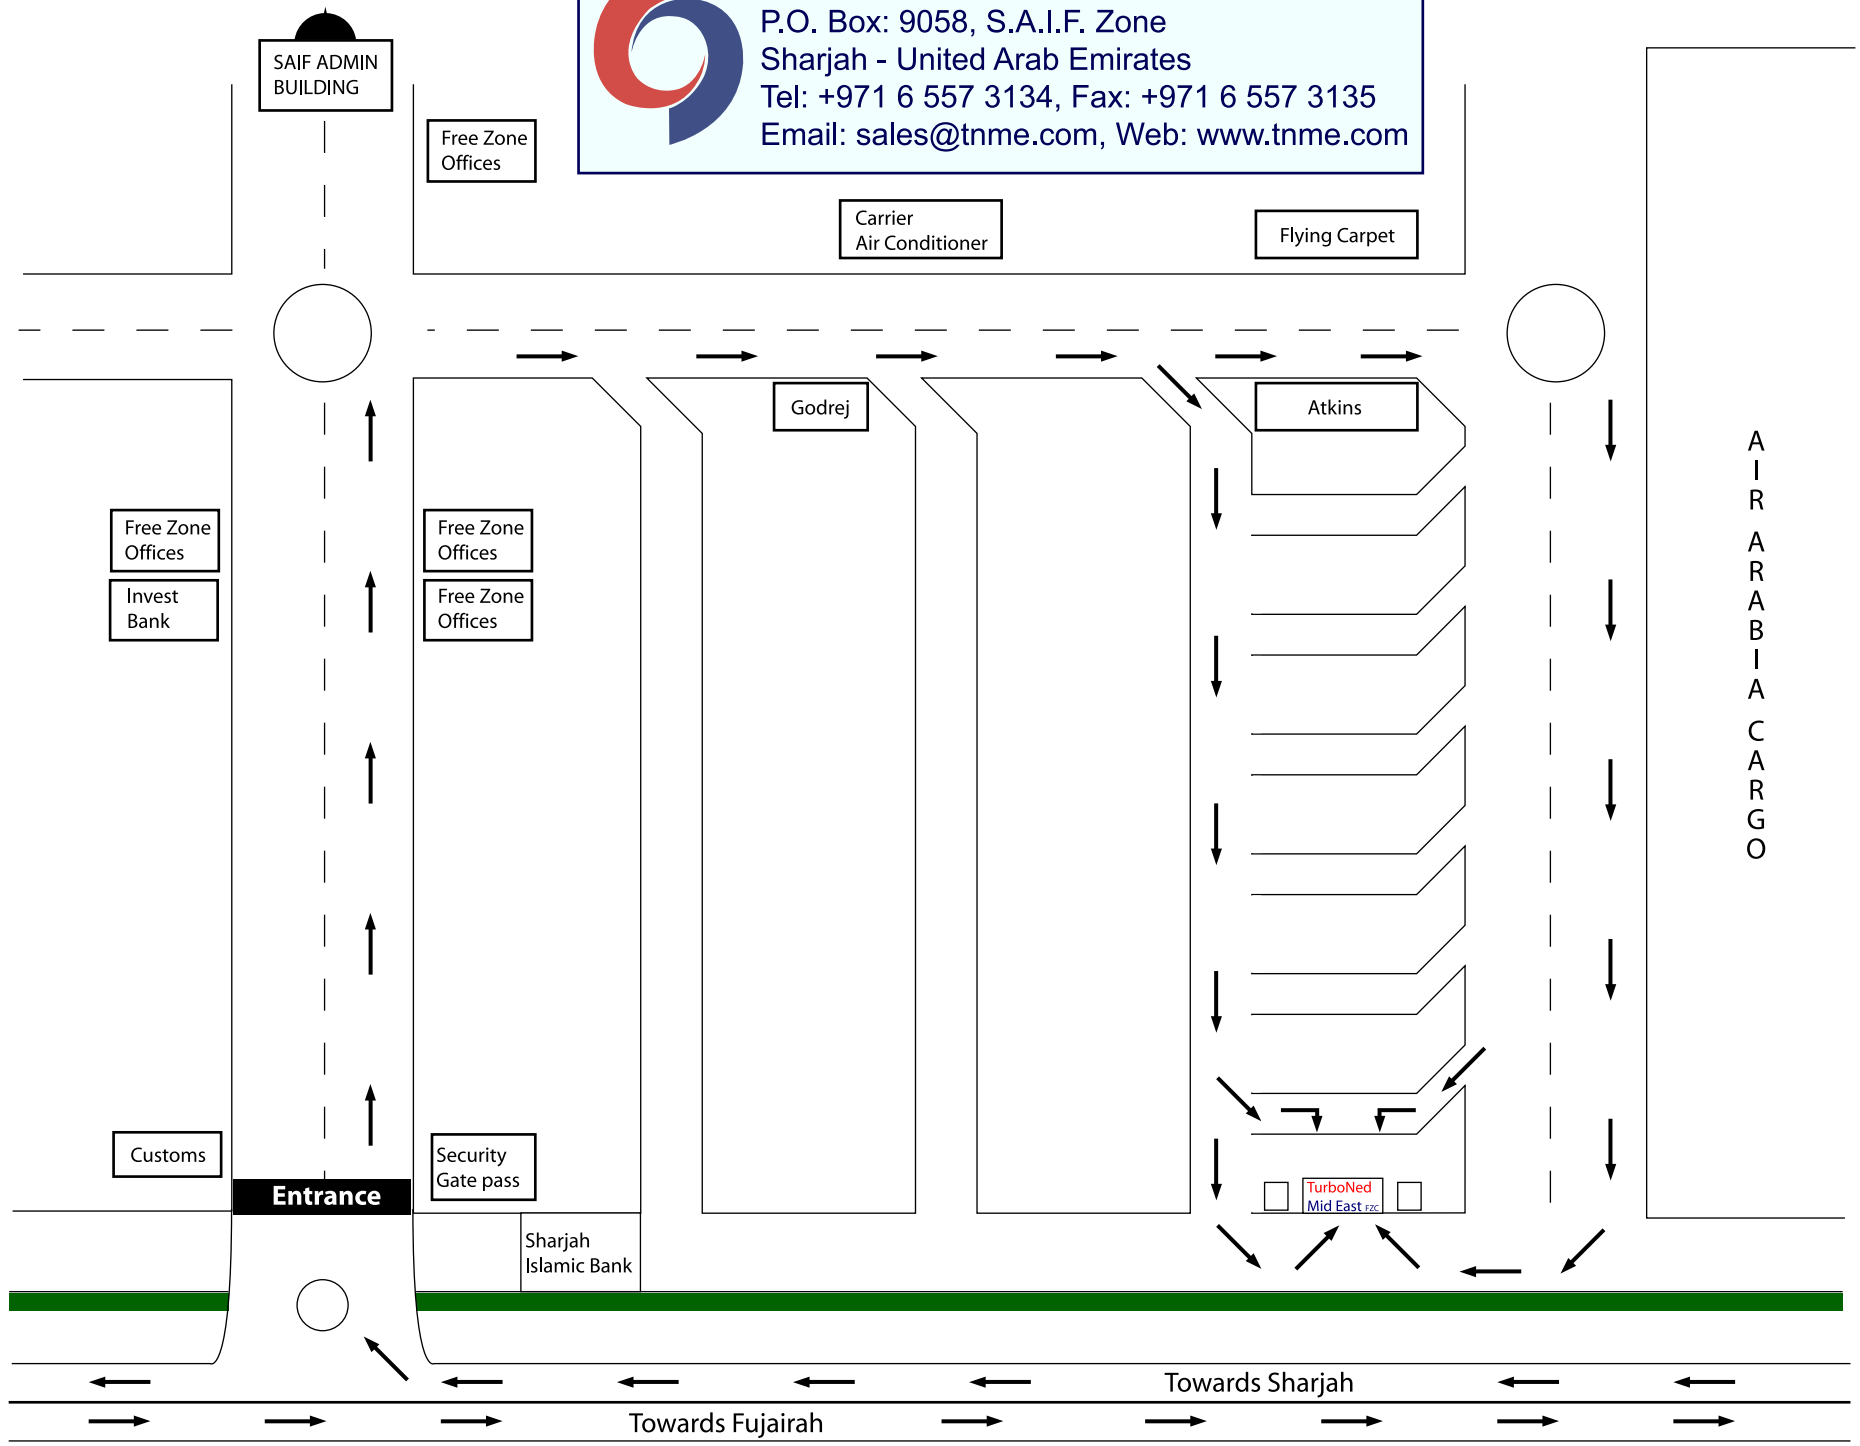 P.O. Box: 9058, S.A.I.F. Zone
Sharjah - United Arab Emirates
Tel: +971 6 557 3134, Fax: +971 6 557 3135
Email: sales@tnme.com, Web: www.tnme.com
SAIF ADMIN
BUILDING
Free Zone
Offices
Carrier
Air Conditioner
Flying Carpet
Godrej
Atkins
AIR ARABIA CARGO
Free Zone
Offices
Invest
Bank
Free Zone
Offices
Free Zone
Offices
Customs
Security
Gate pass
Entrance
TurboNed
Mid East FZC
Sharjah
Islamic Bank
Towards Sharjah
Towards Fujairah